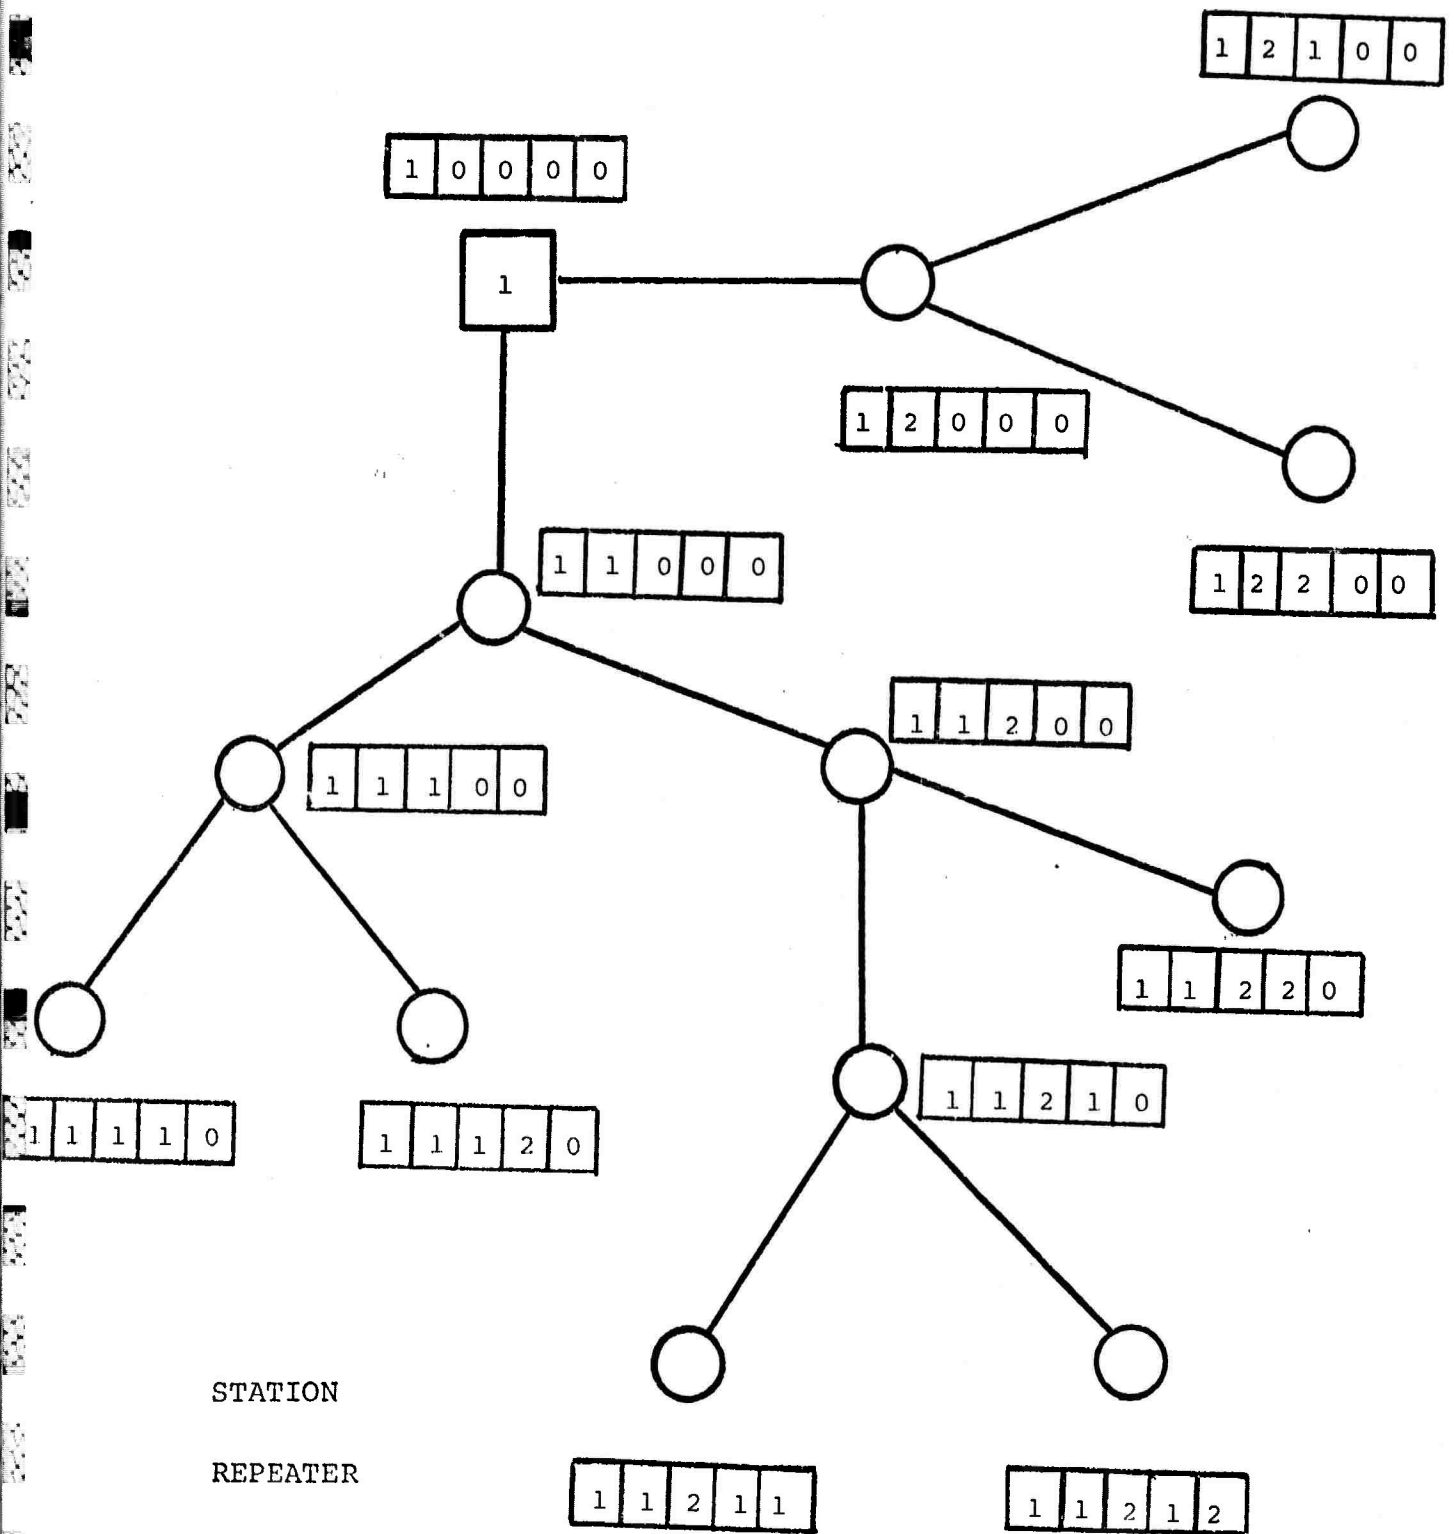 1 2 1 0 0
1 0 0 0 0
1
1 2 0 0 0
1 1 0 0 0
1 2 2 0 0
1 1 2 0 0
1 1 1 0 0
1 1 2 2 0
1 1 2 1 0
1 1 1 1 0
1 1 1 2 0
STATION
REPEATER
1 1 2 1 1
1 1 2 1 2